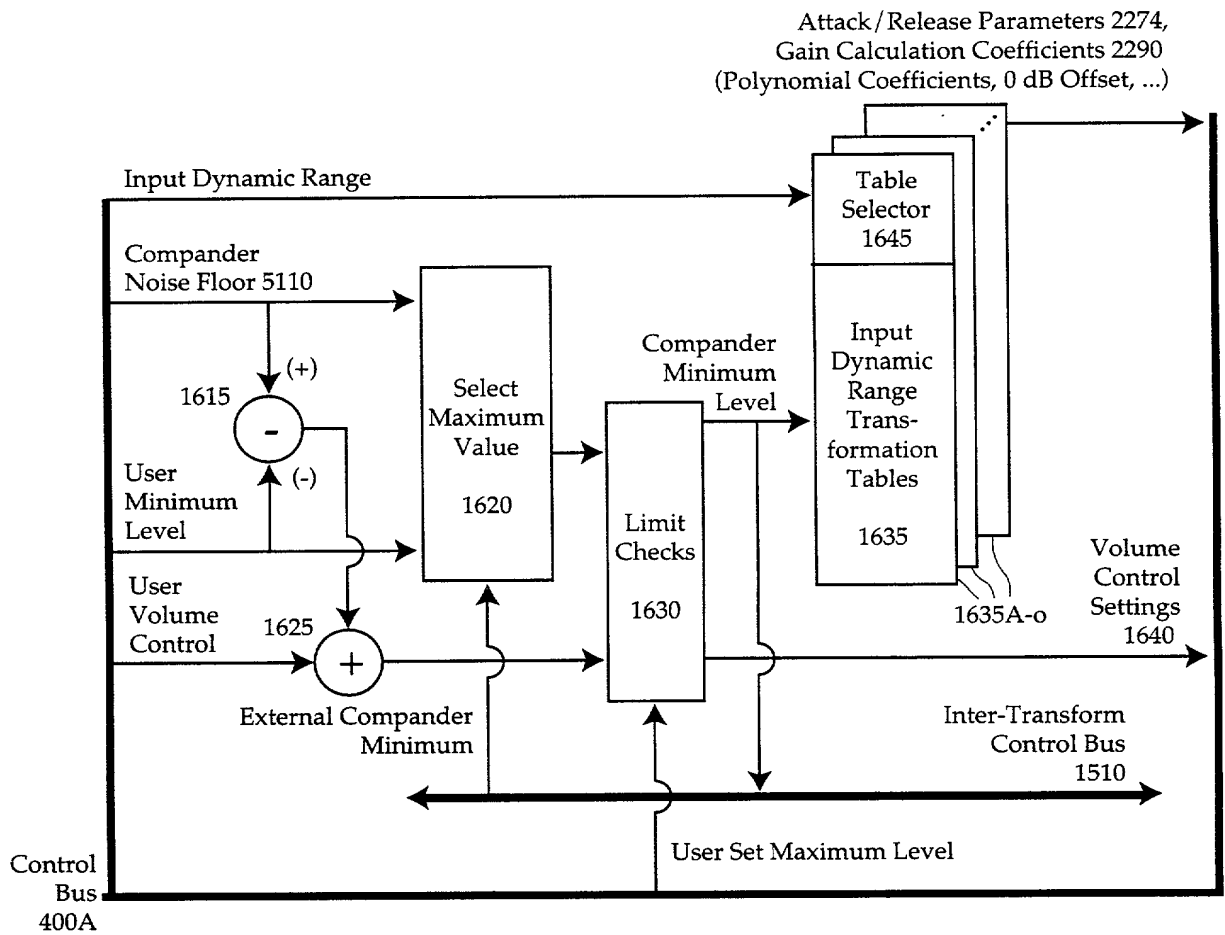 Attack/Release Parameters 2274,
Gain Calculation Coefficients 2290
(Polynomial Coefficients, 0 dB Offset, ...)
Input Dynamic Range
Table
Selector
1645
Compander
Noise Floor 5110
(+)
1615
-
(-)
Select
Maximum
Value
1620
Compander
Minimum
Level
Input
Dynamic
Range
Trans-
formation
Tables
1635
User
Minimum
Level
Limit
Checks
1630
1635A-o
Volume
Control
Settings
1640
User
Volume
Control
1625
+
External Compander
Minimum
Inter-Transform
Control Bus
1510
User Set Maximum Level
Control
Bus
400A